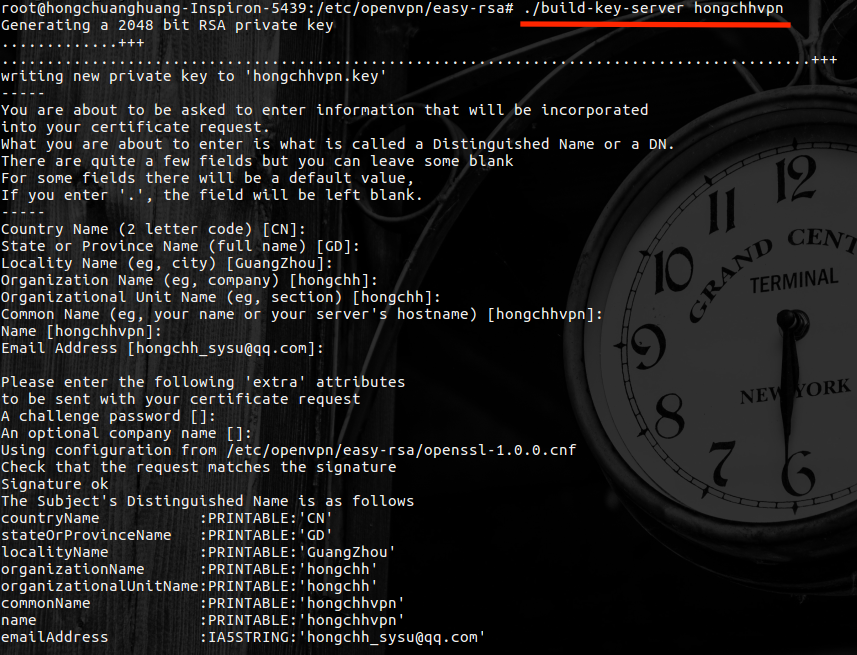 root@hongchuanghuang-Inspiron-5439:/etc/openvpn/easy-rsa# ./build-key-server hongchhvpn
Generating a 2048 bit RSA private key
.............+++
..........................................................................................+++
writing new private key to 'hongchhvpn.key'
-----
You are about to be asked to enter information that will be incorporated
into your certificate request.
What you are about to enter is what is called a Distinguished Name or a DN.
There are quite a few fields but you can leave some blank
For some fields there will be a default value,
If you enter '.', the field will be left blank.
-----
Country Name (2 letter code) [CN]:
State or Province Name (full name) [GD]:
Locality Name (eg, city) [GuangZhou]:
Organization Name (eg, company) [hongchh]:
Organizational Unit Name (eg, section) [hongchh]:
Common Name (eg, your name or your server's hostname) [hongchhvpn]:
Name [hongchhvpn]:
Email Address [hongchh_sysu@qq.com]:
Please enter the following 'extra' attributes
to be sent with your certificate request
A challenge password []:
An optional company name []:
Using configuration from /etc/openvpn/easy-rsa/openssl-1.0.0.cnf
Check that the request matches the signature
Signature ok
The Subject's Distinguished Name is as follows
countryName           :PRINTABLE:'CN'
stateOrProvinceName   :PRINTABLE:'GD'
localityName          :PRINTABLE:'GuangZhou'
organizationName      :PRINTABLE:'hongchh'
organizationalUnitName:PRINTABLE:'hongchh'
commonName            :PRINTABLE:'hongchhvpn'
name                  :PRINTABLE:'hongchhvpn'
emailAddress          :IA5STRING:'hongchh_sysu@qq.com'
12
11
10
9
8
7
6
GRAND CENT
TERMINAL
NEW YORK